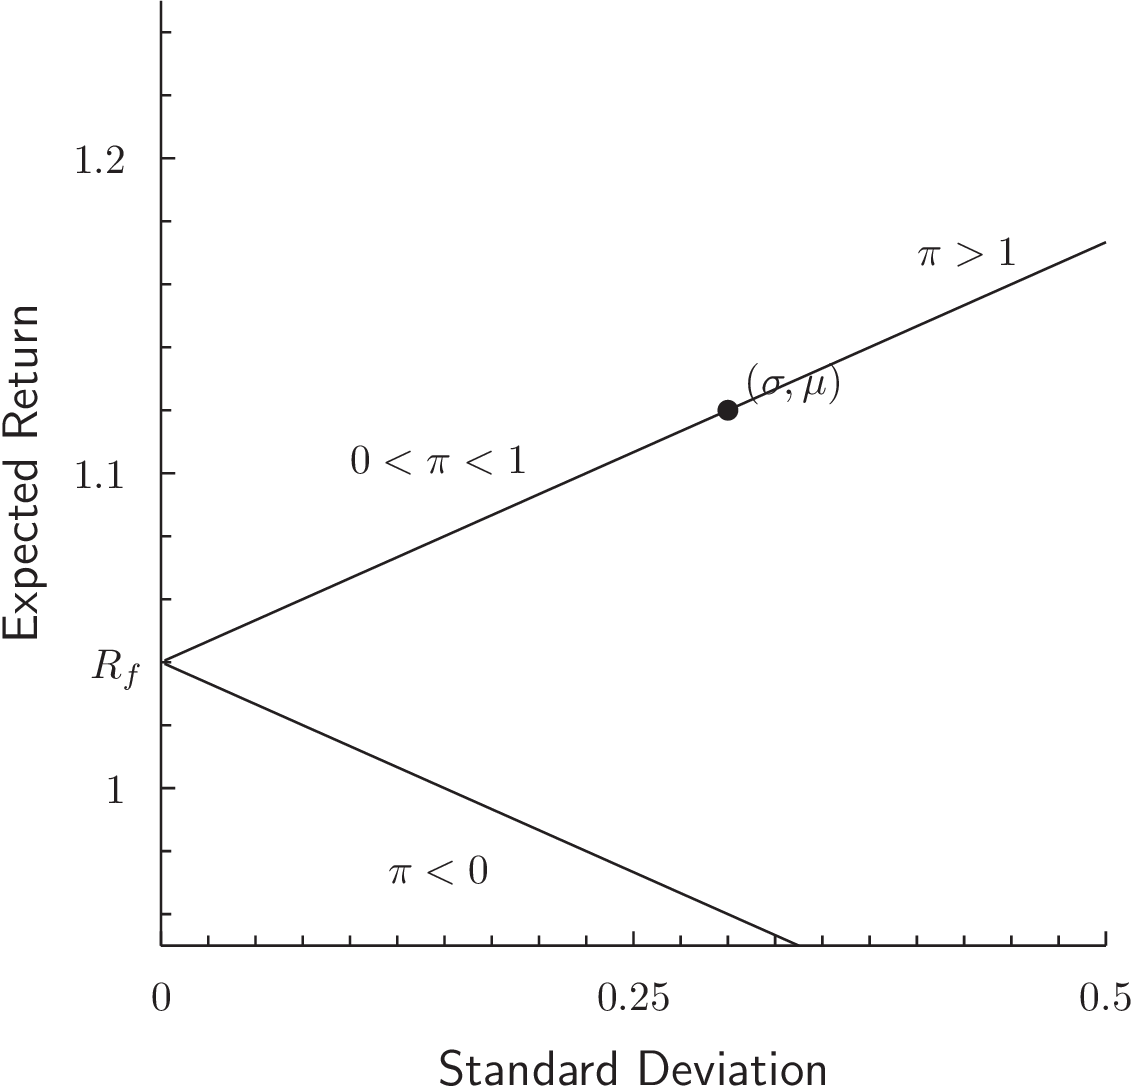 1.2
π > 1
(σ, μ)
0 < π < 1
1.1
Expected Return
R_f
1
π < 0
0 0.25 0.5
Standard Deviation